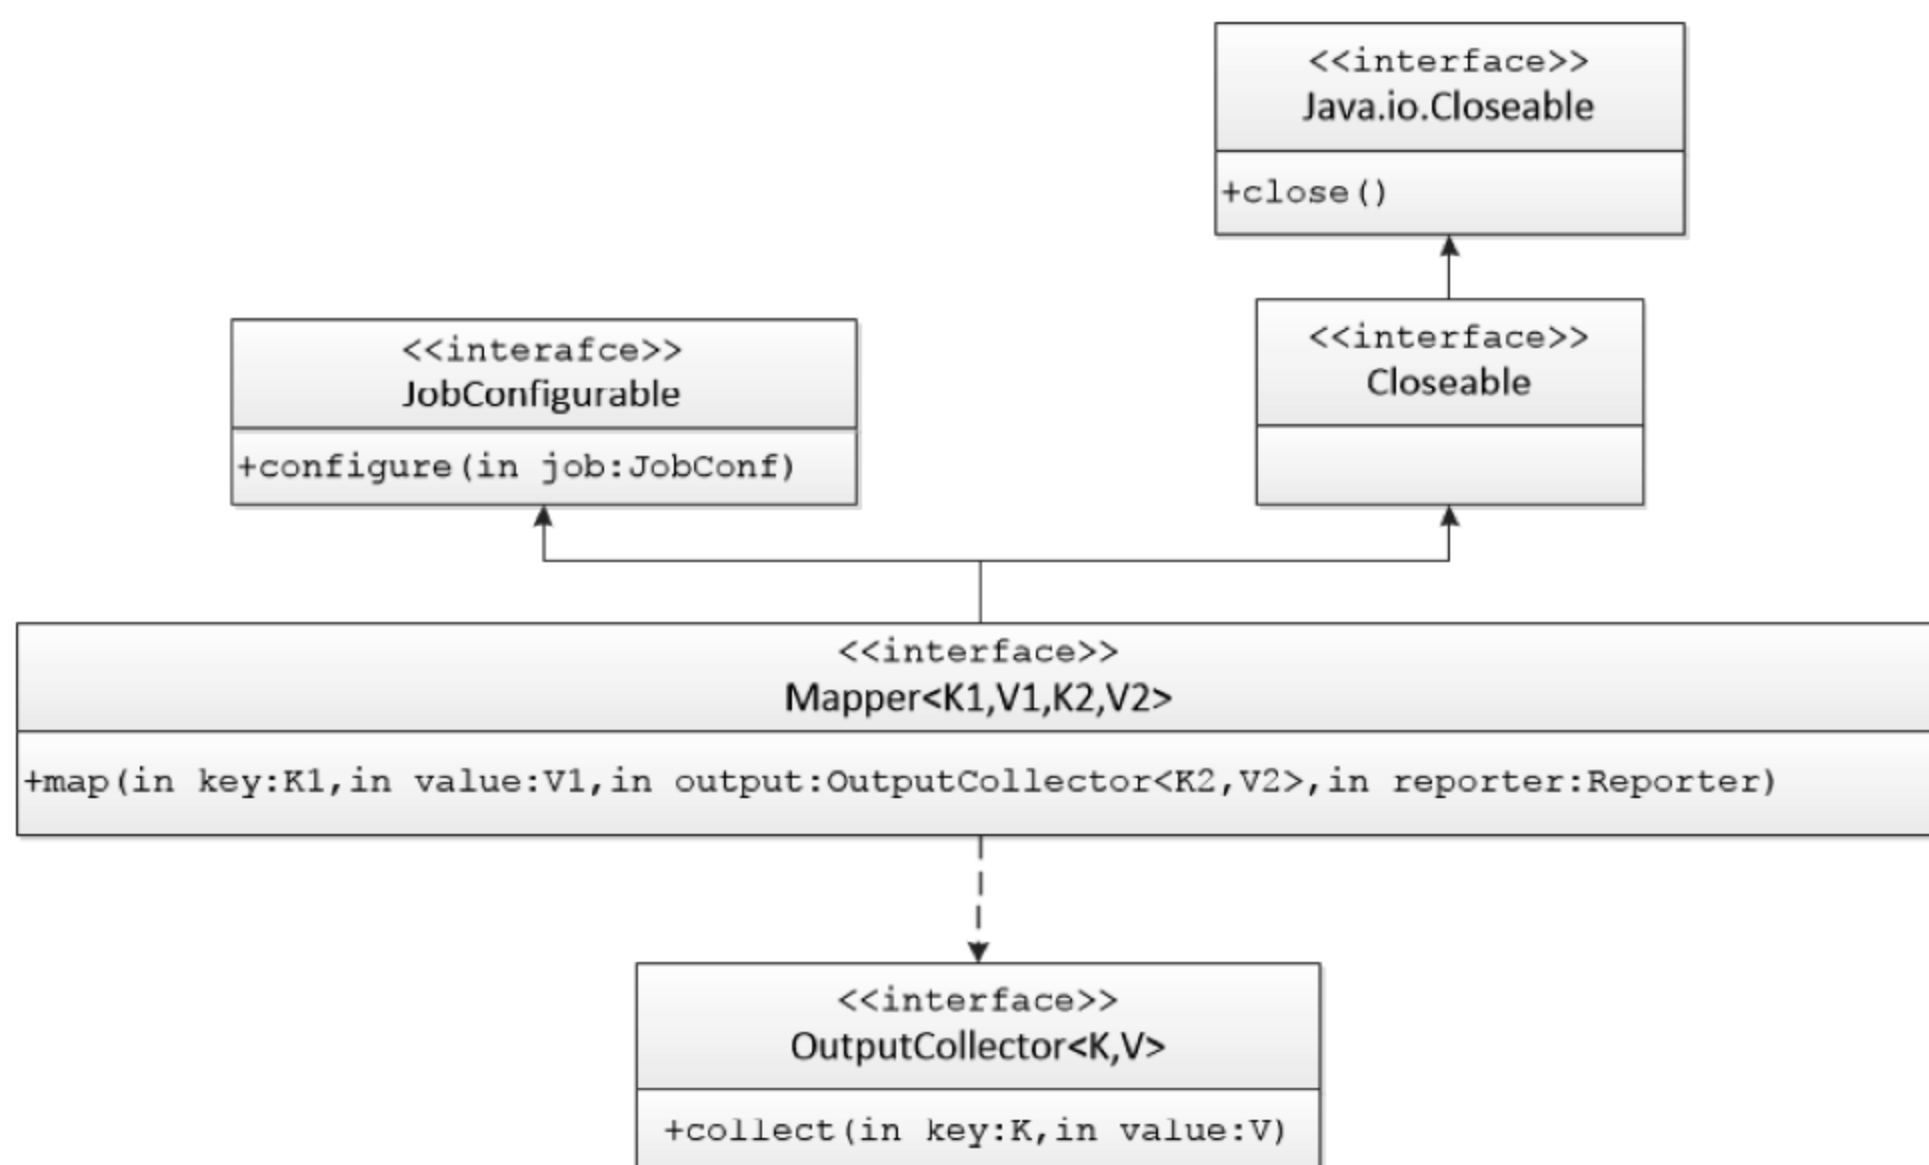 <<interface>>
Java.io.Closeable
+close()
<<interafce>>
JobConfigurable
+configure(in job:JobConf)
<<interface>>
Closeable
<<interface>>
Mapper<K1,V1,K2,V2>
+map(in key:K1,in value:V1,in output:OutputCollector<K2,V2>,in reporter:Reporter)
<<interface>>
OutputCollector<K,V>
+collect(in key:K,in value:V)